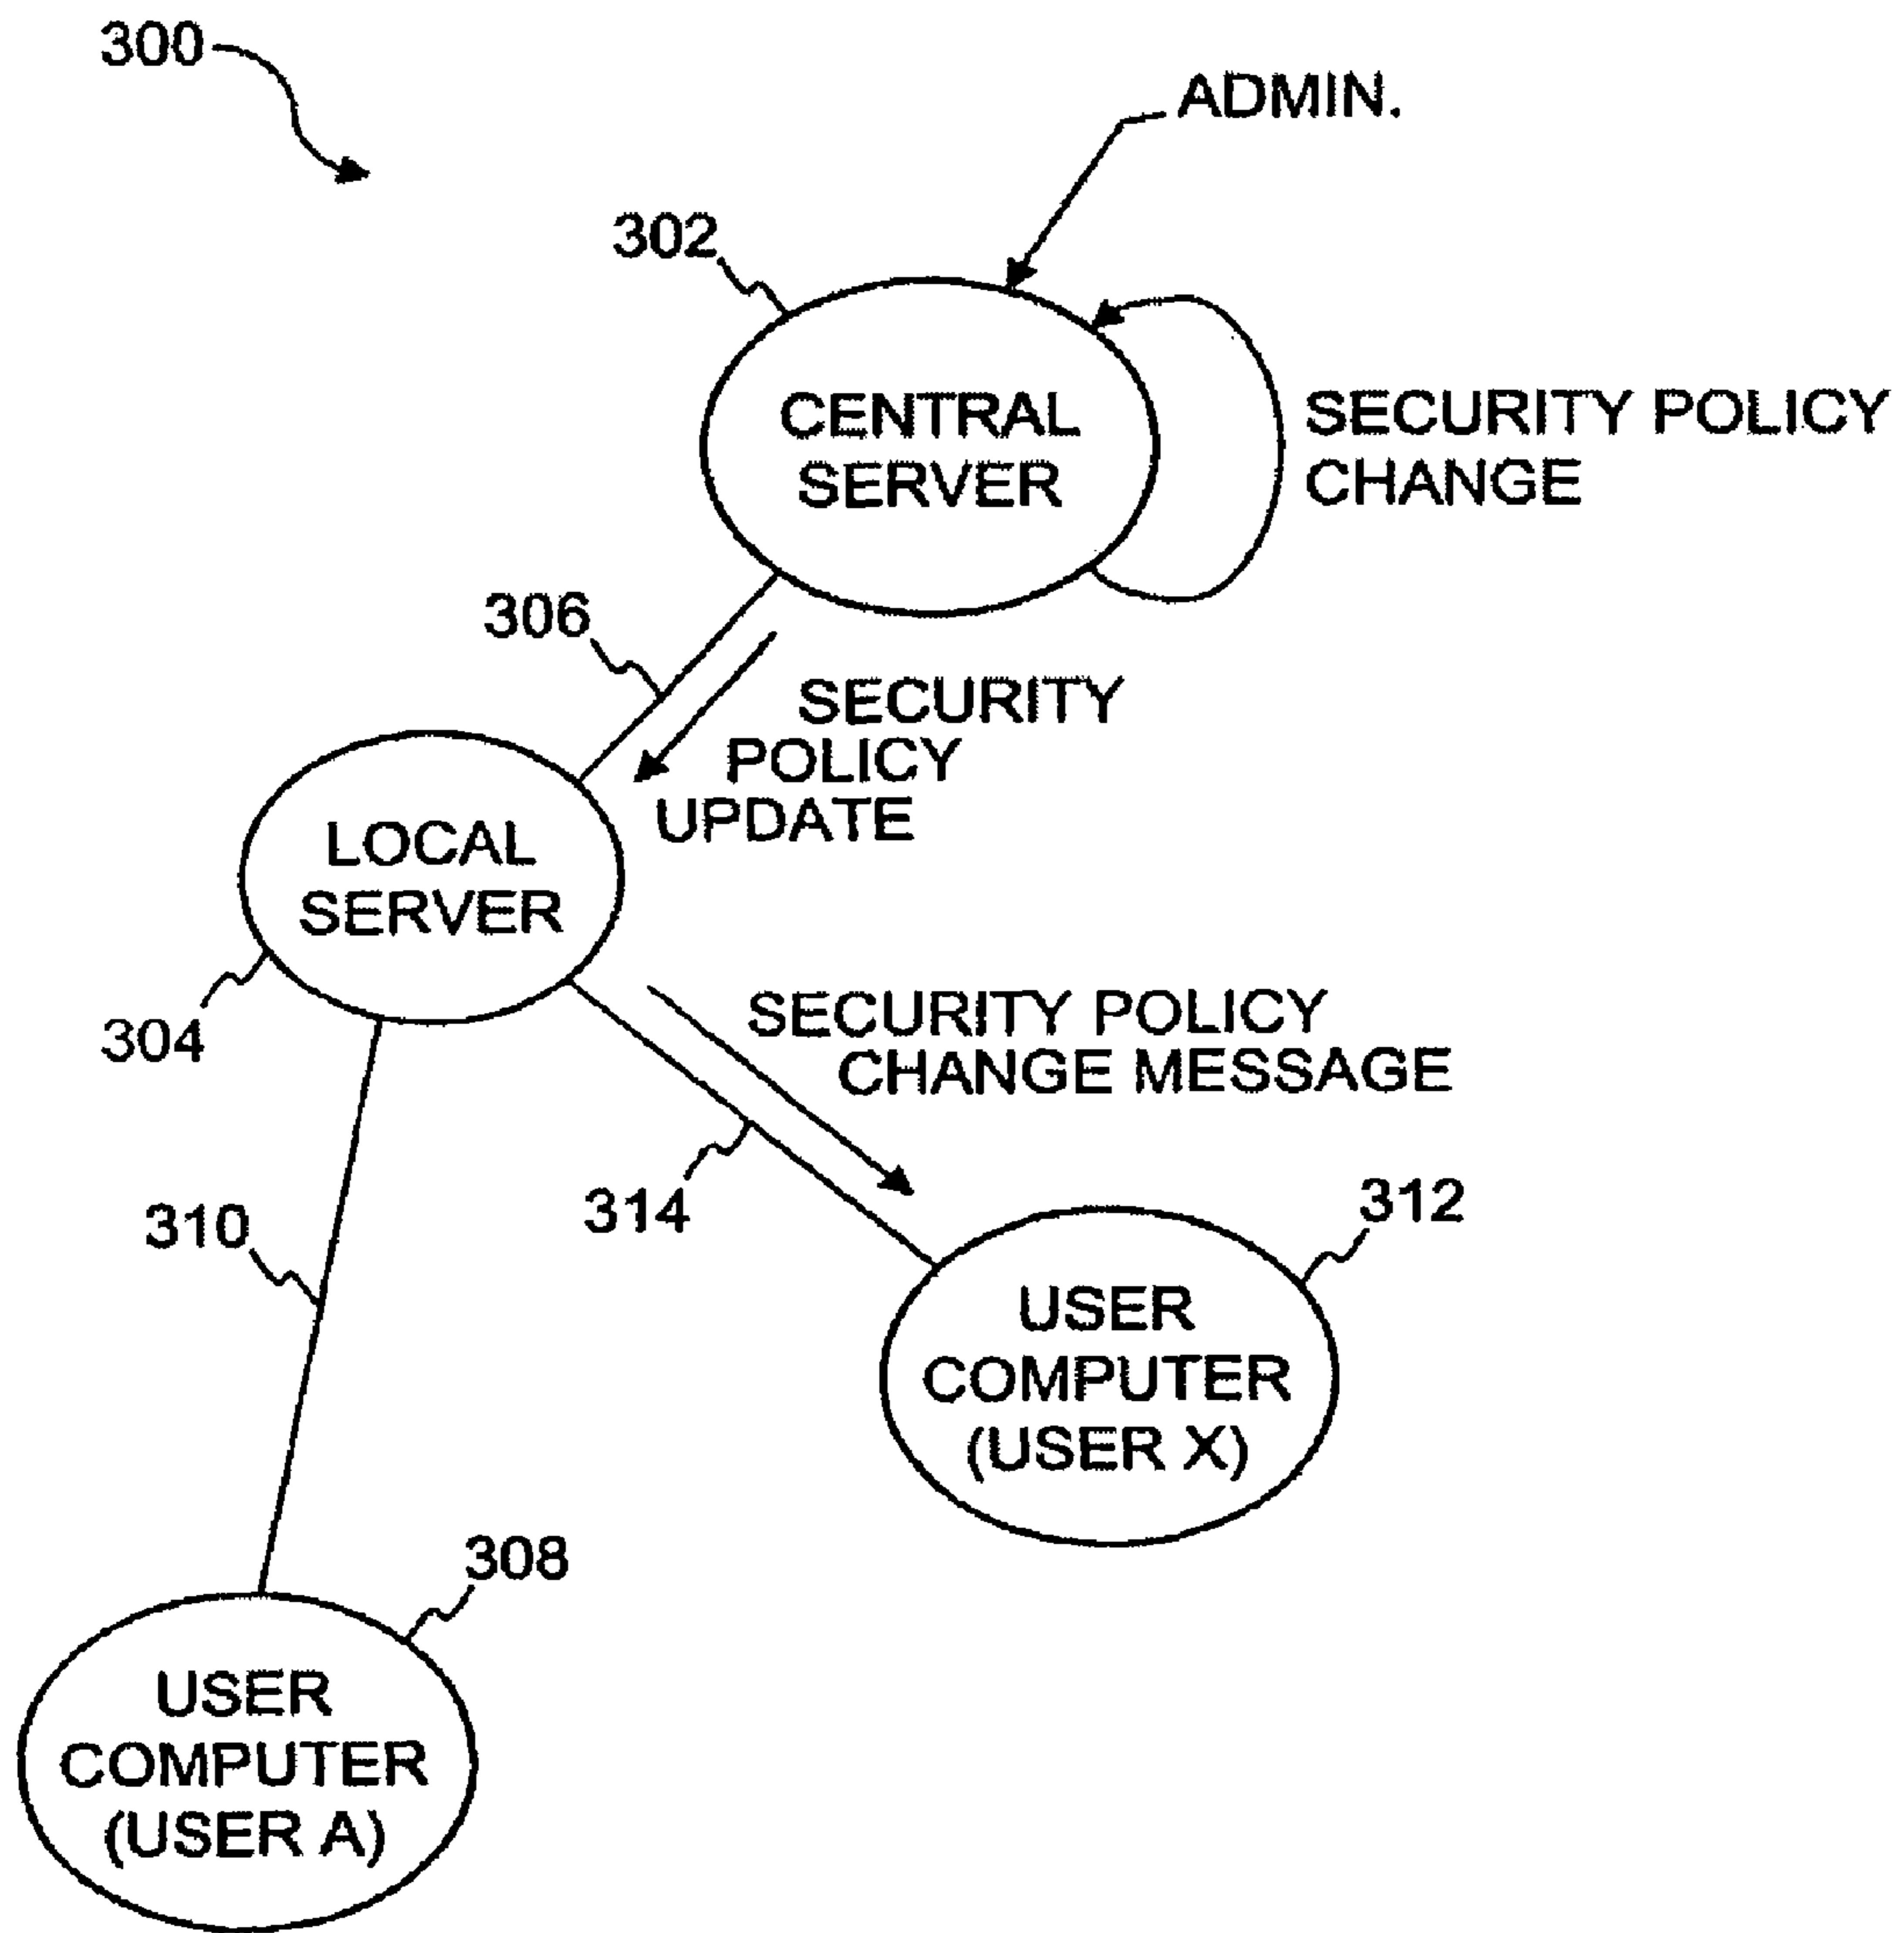 300
ADMIN.
302
CENTRAL
SERVER
SECURITY POLICY
CHANGE
306
SECURITY
POLICY
UPDATE
LOCAL
SERVER
304
SECURITY POLICY
CHANGE MESSAGE
314
312
310
USER
COMPUTER
(USER X)
308
USER
COMPUTER
(USER A)